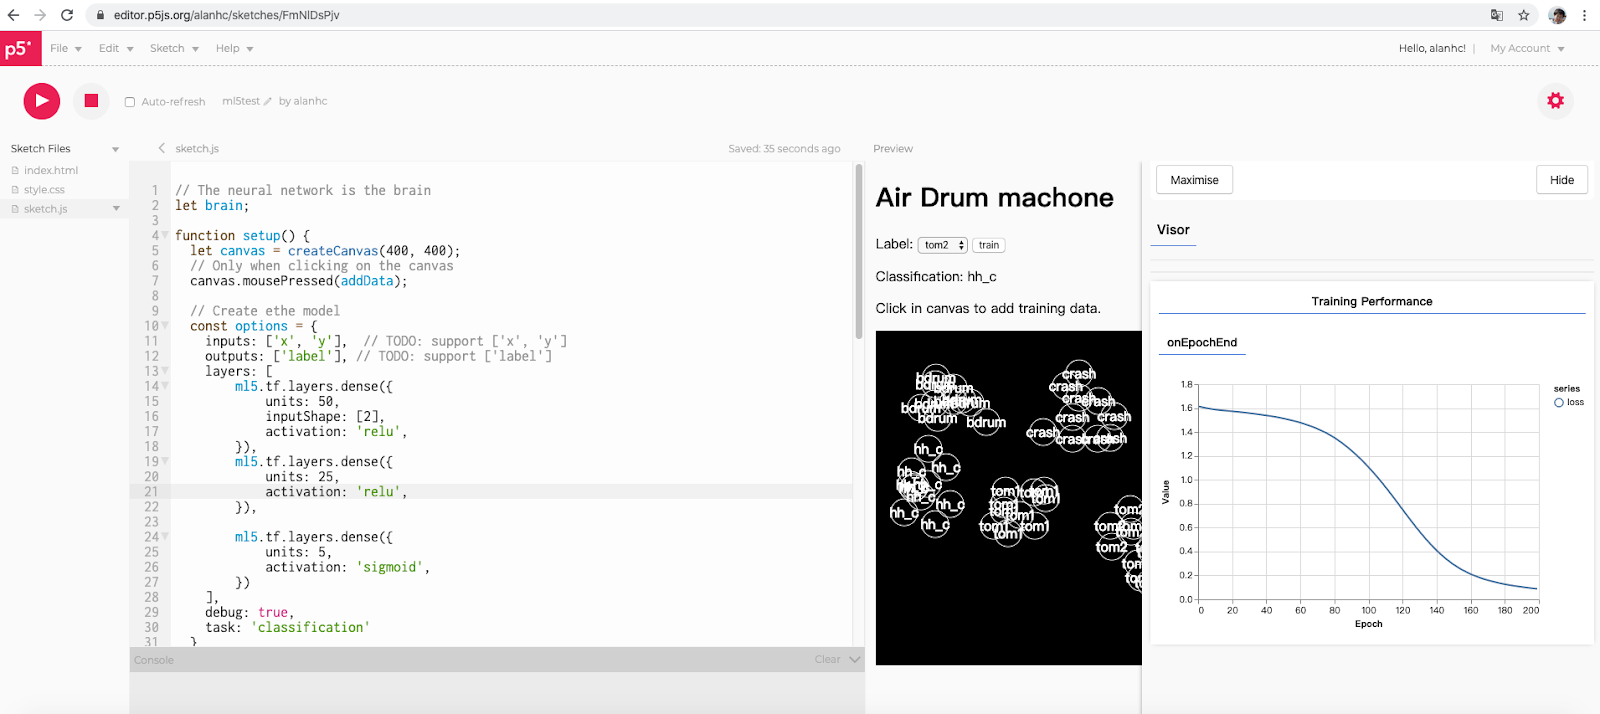 editor.p5js.org/alanhc/sketches/FmNlDsPjv
p5*
File
Edit
Sketch
Help
Hello, alanhc!
|
My Account
Auto-refresh
ml5test
by alanhc
Sketch Files
index.html
style.css
sketch.js
sketch.js
Saved: 35 seconds ago
1 // The neural network is the brain
2 let brain;
3
4 function setup() {
5 let canvas = createCanvas(400, 400);
6 // Only when clicking on the canvas
7 canvas.mousePressed(addData);
8
9 // Create ethe model
10 const options = {
11 inputs: ['x', 'y'], // TODO: support ['x', 'y']
12 outputs: ['label'], // TODO: support ['label']
13 layers: [
14 ml5.tf.layers.dense({
15 units: 50,
16 inputShape: [2],
17 activation: 'relu',
18 }),
19 ml5.tf.layers.dense({
20 units: 25,
21 activation: 'relu',
22 }),
23
24 ml5.tf.layers.dense({
25 units: 5,
26 activation: 'sigmoid',
27 })
28 ],
29 debug: true,
30 task: 'classification'
31 }
Console
Clear
Preview
Air Drum machone
Label: tom2 train
Classification: hh_c
Click in canvas to add training data.
bdrum
bdrum
bdrum
bdrum
bdrum
bdrum
crash
crash
crash
crash
crash
crash
crash
crash
crash
hh_c
hh_c
hh_c
hh_c
hh_c
hh_c
hh_c
tom1
tom1
tom1
tom1
tom1
tom1
tom1
tom2
Maximise
Hide
Visor
Training Performance
onEpochEnd
1.8
1.6
1.4
1.2
1.0
0.8
0.6
0.4
0.2
0.0
Value
0 20 40 60 80 100 120 140 160 180 200
Epoch
series
loss